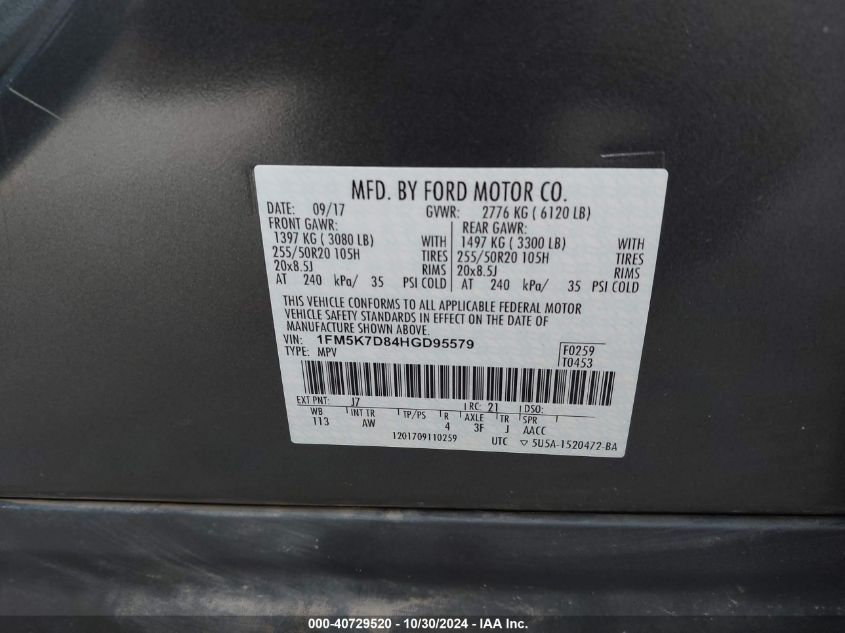 MFD. BY FORD MOTOR CO.
DATE: 09/17 GVWR: 2776 KG ( 6120 LB)
FRONT GAWR: REAR GAWR:
1397 KG ( 3080 LB) WITH 1497 KG ( 3300 LB) WITH
255/50R20 105H TIRES 255/50R20 105H TIRES
20x8.5J RIMS 20x8.5J RIMS
AT 240 kPa/ 35 PSI COLD AT 240 kPa/ 35 PSI COLD
THIS VEHICLE CONFORMS TO ALL APPLICABLE FEDERAL MOTOR
VEHICLE SAFETY STANDARDS IN EFFECT ON THE DATE OF
MANUFACTURE SHOWN ABOVE.
VIN: 1FM5K7D84HGD95579 F0259
TYPE: MPV T0453
EXT PNT: J7 RC: 21 DSO:
WB INT TR TP/PS R AXLE TR SPR
113 AW 4 3F J AACC
1201709110259 UTC ▽ 5U5A-1520472-BA
000-40729520 - 10/30/2024 - IAA Inc.